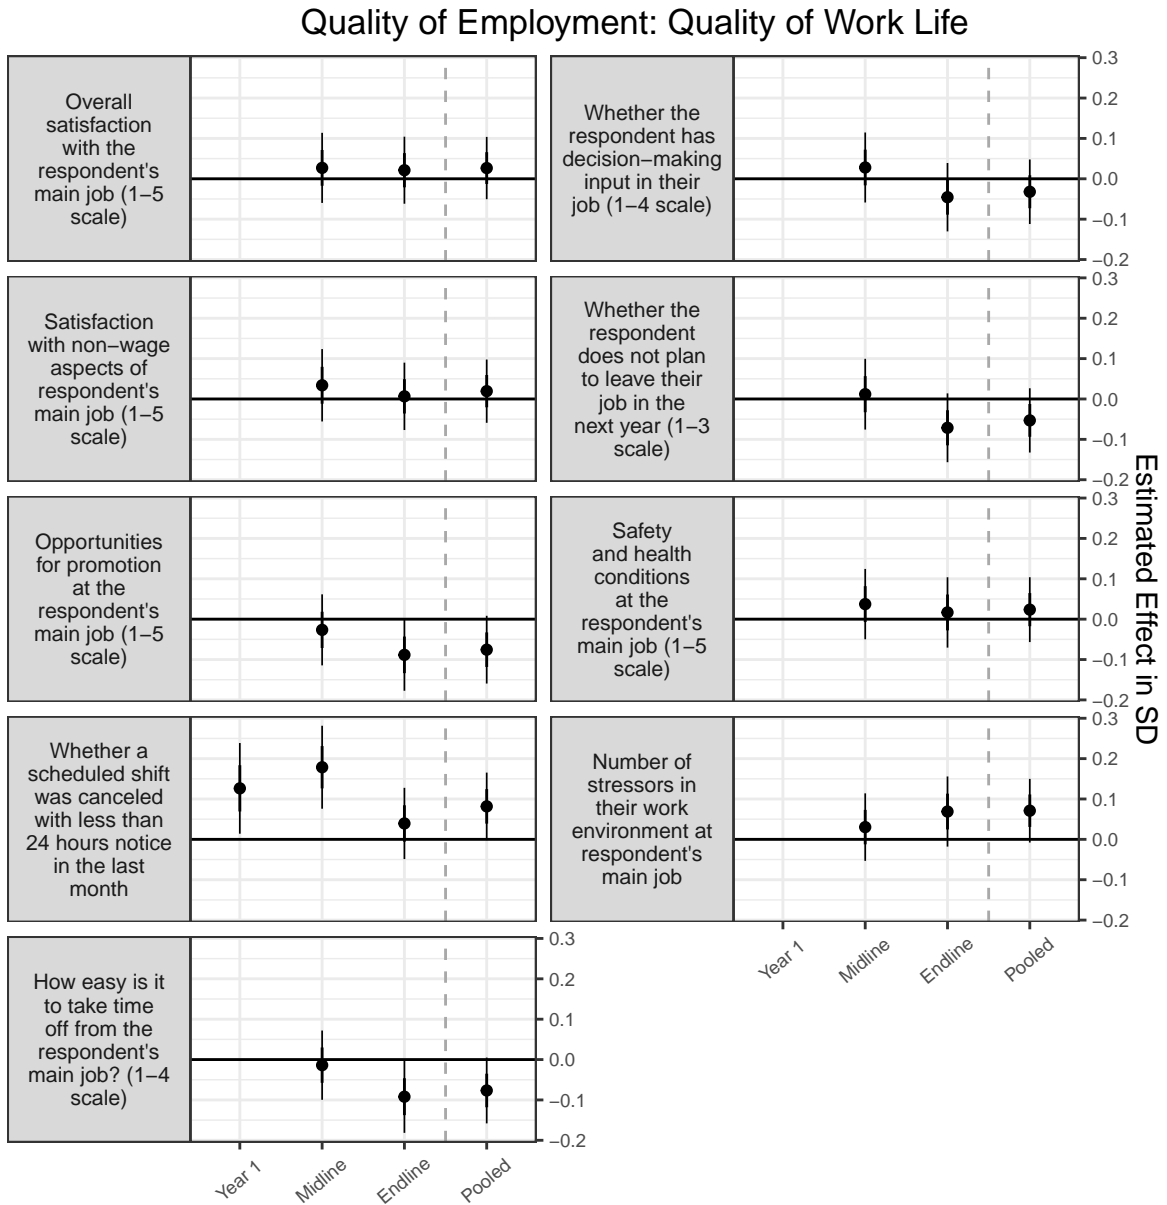 Quality of Employment: Quality of Work Life
Overall
satisfaction
with the
respondent's
main job (1−5
scale)
Whether the
respondent has
decision−making
input in their
job (1−4 scale)
0.3
0.2
0.1
0.0
−0.1
−0.2
Satisfaction
with non−wage
aspects of
respondent's
main job (1−5
scale)
Whether the
respondent
does not plan
to leave their
job in the
next year (1−3
scale)
0.3
0.2
0.1
0.0
−0.1
−0.2
Opportunities
for promotion
at the
respondent's
main job (1−5
scale)
Safety
and health
conditions
at the
respondent's
main job (1−5
scale)
0.3
0.2
0.1
0.0
−0.1
−0.2
Whether a
scheduled shift
was canceled
with less than
24 hours notice
in the last
month
Number of
stressors in
their work
environment at
respondent's
main job
0.3
0.2
0.1
0.0
−0.1
−0.2
Year 1
Midline
Endline
Pooled
How easy is it
to take time
off from the
respondent's
main job? (1−4
scale)
0.3
0.2
0.1
0.0
−0.1
−0.2
Year 1
Midline
Endline
Pooled
Estimated Effect in SD